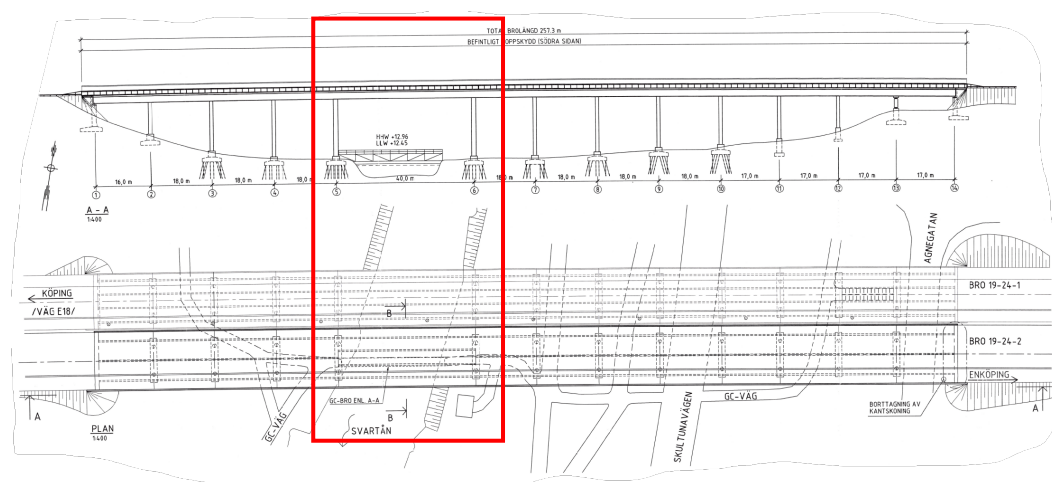 TOTAL BROLÄNGD 257.3 m
BEFINTLIGT KOPPSKYDD (SÖDRA SIDAN)
HHW +12.96
LLW +12.45
16,0 m 18,0 m 18,0 m 18,0 m 40,0 m 18,0 m 18,0 m 18,0 m 18,0 m 17,0 m 17,0 m 17,0 m 17,0 m
1 2 3 4 5 6 7 8 9 10 11 12 13 14
A - A
1:400
AGNEGATAN
KÖPING
/VÄG E18/
B
BRO 19-24-1
BRO 19-24-2
ENKÖPING
GC-BRO ENL. A-A
B
GC-VÄG
SVARTÅN
GC-VÄG
SKULTUNAVÄGEN
BORTTAGNING AV
KANTSKONING
A
A
PLAN
1:400